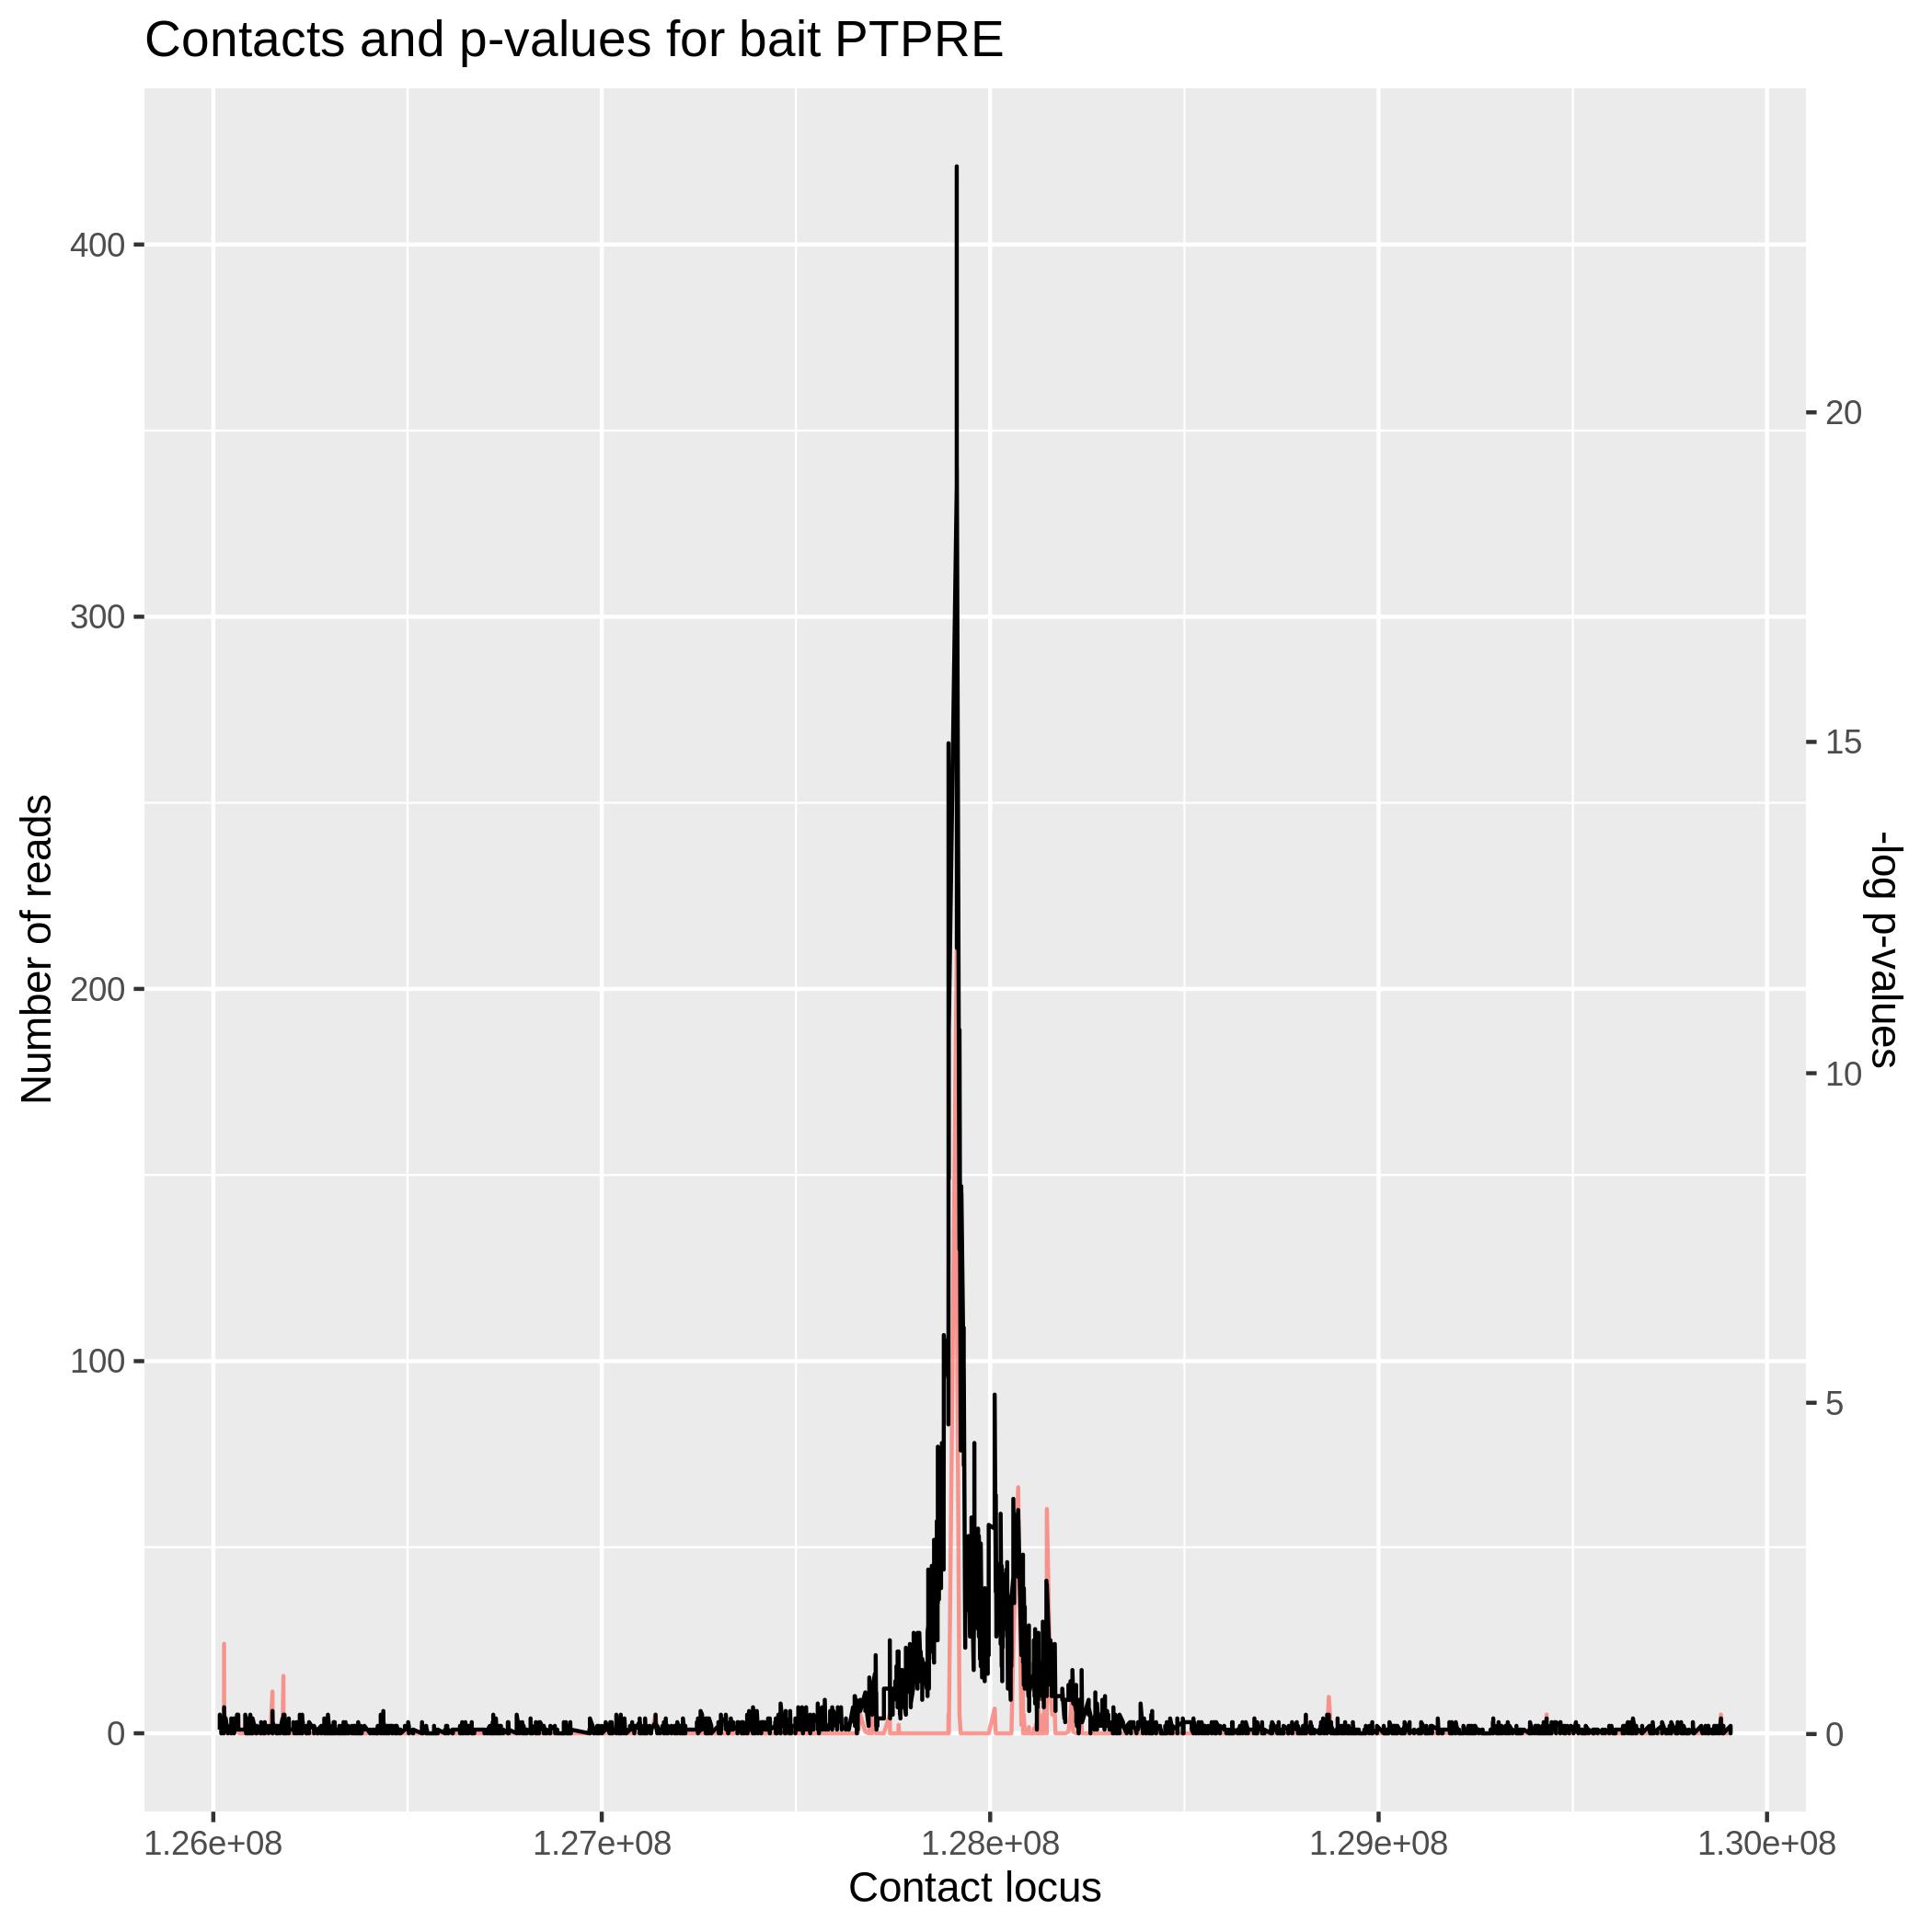 Contacts and p-values for bait PTPRE
400
300
200
100
0
Number of reads
20
15
10
5
0
-log p-values
1.26e+08
1.27e+08
1.28e+08
1.29e+08
1.30e+08
Contact locus